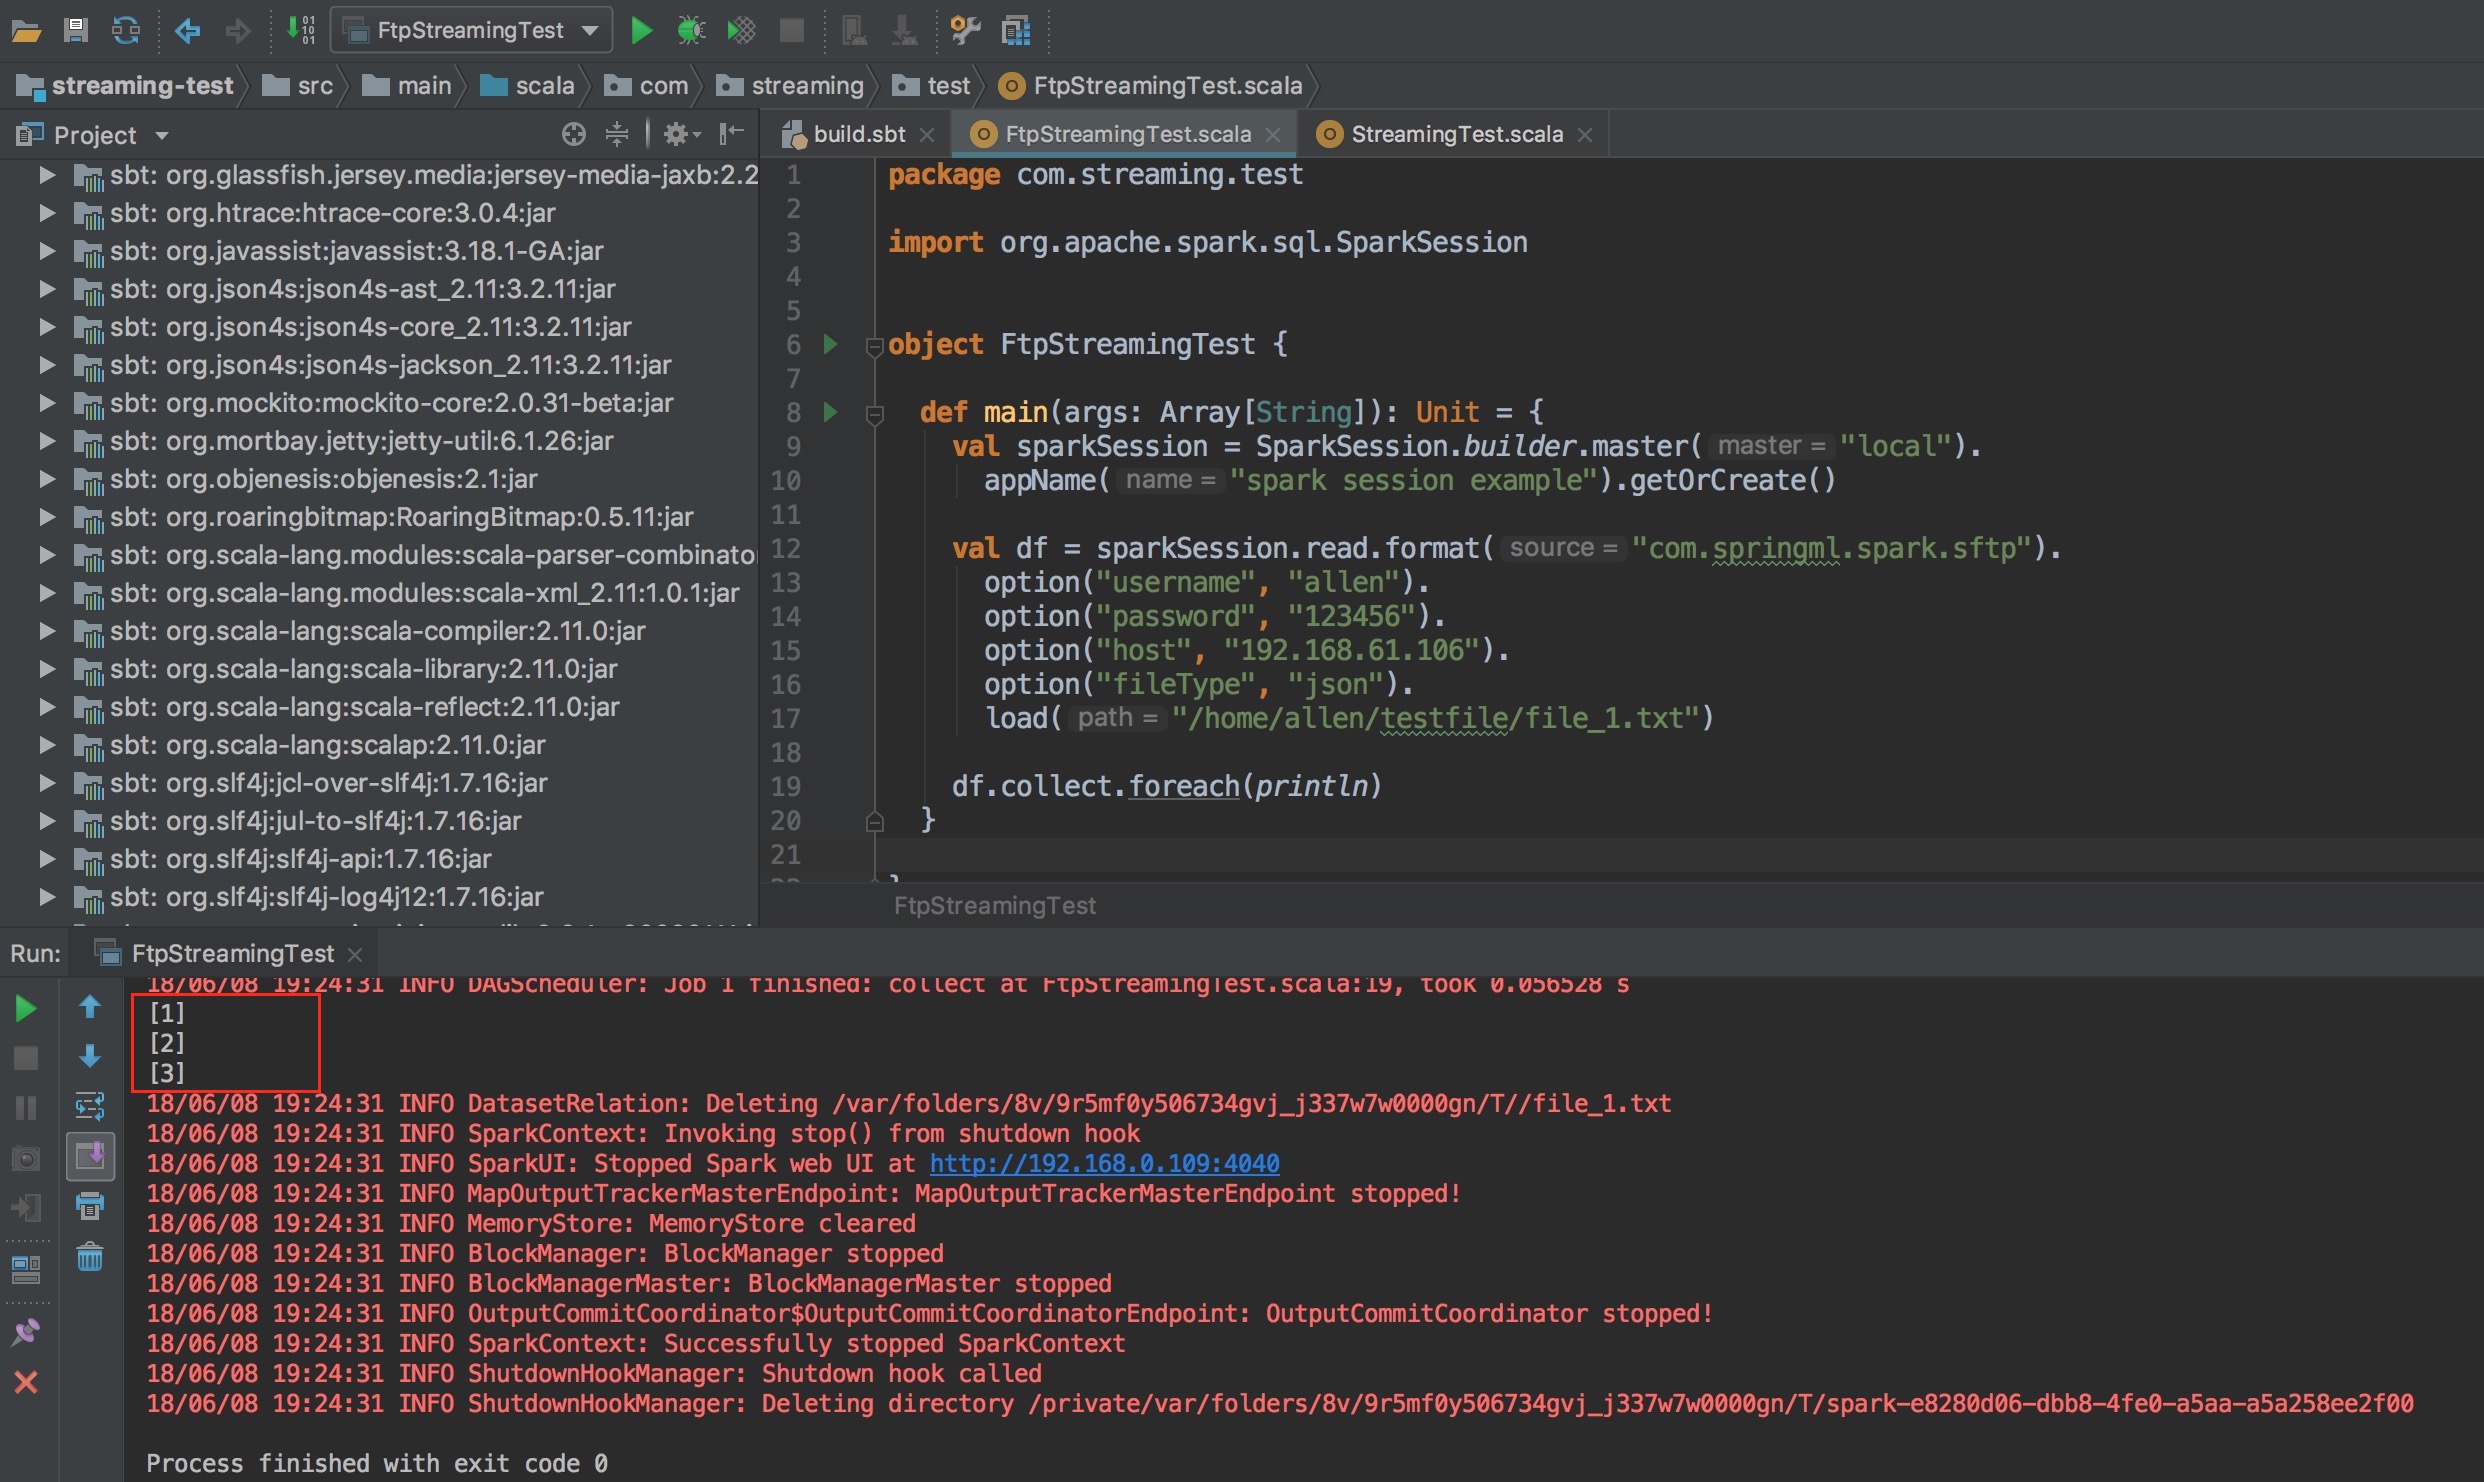 FtpStreamingTest
streaming-test src main scala com streaming test FtpStreamingTest.scala
Project
build.sbt FtpStreamingTest.scala StreamingTest.scala
sbt: org.glassfish.jersey.media:jersey-media-jaxb:2.2
sbt: org.htrace:htrace-core:3.0.4:jar
sbt: org.javassist:javassist:3.18.1-GA:jar
sbt: org.json4s:json4s-ast_2.11:3.2.11:jar
sbt: org.json4s:json4s-core_2.11:3.2.11:jar
sbt: org.json4s:json4s-jackson_2.11:3.2.11:jar
sbt: org.mockito:mockito-core:2.0.31-beta:jar
sbt: org.mortbay.jetty:jetty-util:6.1.26:jar
sbt: org.objenesis:objenesis:2.1:jar
sbt: org.roaringbitmap:RoaringBitmap:0.5.11:jar
sbt: org.scala-lang.modules:scala-parser-combinato
sbt: org.scala-lang.modules:scala-xml_2.11:1.0.1:jar
sbt: org.scala-lang:scala-compiler:2.11.0:jar
sbt: org.scala-lang:scala-library:2.11.0:jar
sbt: org.scala-lang:scala-reflect:2.11.0:jar
sbt: org.scala-lang:scalap:2.11.0:jar
sbt: org.slf4j:jcl-over-slf4j:1.7.16:jar
sbt: org.slf4j:jul-to-slf4j:1.7.16:jar
sbt: org.slf4j:slf4j-api:1.7.16:jar
sbt: org.slf4j:slf4j-log4j12:1.7.16:jar
1 package com.streaming.test
2
3 import org.apache.spark.sql.SparkSession
4
5
6 object FtpStreamingTest {
7
8 def main(args: Array[String]): Unit = {
9 val sparkSession = SparkSession.builder.master( master = "local").
10 appName( name = "spark session example").getOrCreate()
11
12 val df = sparkSession.read.format( source = "com.springml.spark.sftp").
13 option("username", "allen").
14 option("password", "123456").
15 option("host", "192.168.61.106").
16 option("fileType", "json").
17 load( path = "/home/allen/testfile/file_1.txt")
18
19 df.collect.foreach(println)
20 }
21
FtpStreamingTest
Run: FtpStreamingTest
18/06/08 19:24:31 INFO DAGScheduler: Job 1 finished: collect at FtpStreamingTest.scala:19, took 0.056528 s
[1]
[2]
[3]
18/06/08 19:24:31 INFO DatasetRelation: Deleting /var/folders/8v/9r5mf0y506734gvj_j337w7w0000gn/T//file_1.txt
18/06/08 19:24:31 INFO SparkContext: Invoking stop() from shutdown hook
18/06/08 19:24:31 INFO SparkUI: Stopped Spark web UI at http://192.168.0.109:4040
18/06/08 19:24:31 INFO MapOutputTrackerMasterEndpoint: MapOutputTrackerMasterEndpoint stopped!
18/06/08 19:24:31 INFO MemoryStore: MemoryStore cleared
18/06/08 19:24:31 INFO BlockManager: BlockManager stopped
18/06/08 19:24:31 INFO BlockManagerMaster: BlockManagerMaster stopped
18/06/08 19:24:31 INFO OutputCommitCoordinator$OutputCommitCoordinatorEndpoint: OutputCommitCoordinator stopped!
18/06/08 19:24:31 INFO SparkContext: Successfully stopped SparkContext
18/06/08 19:24:31 INFO ShutdownHookManager: Shutdown hook called
18/06/08 19:24:31 INFO ShutdownHookManager: Deleting directory /private/var/folders/8v/9r5mf0y506734gvj_j337w7w0000gn/T/spark-e8280d06-dbb8-4fe0-a5aa-a5a258ee2f00
Process finished with exit code 0